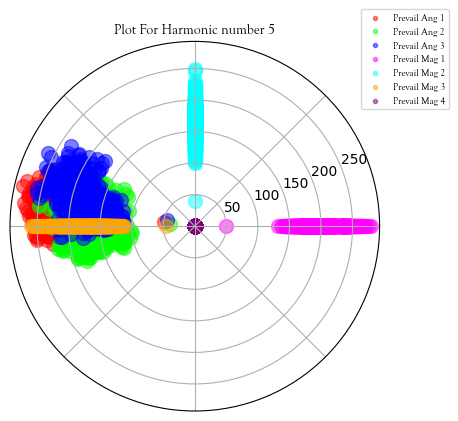 Plot For Harmonic number 5
Prevail Ang 1
Prevail Ang 2
Prevail Ang 3
Prevail Mag 1
Prevail Mag 2
Prevail Mag 3
Prevail Mag 4
250
200
150
100
50